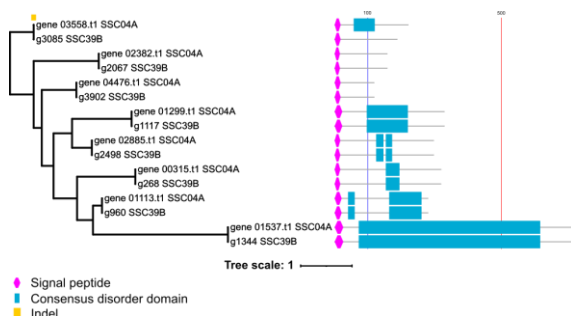 100 500
gene 03558.t1 SSC04A
g3085 SSC39B
gene 02382.t1 SSC04A
g2067 SSC39B
gene 04476.t1 SSC04A
g3902 SSC39B
gene 01299.t1 SSC04A
g1117 SSC39B
gene 02885.t1 SSC04A
g2498 SSC39B
gene 00315.t1 SSC04A
g268 SSC39B
gene 01113.t1 SSC04A
g960 SSC39B
gene 01537.t1 SSC04A
g1344 SSC39B
Tree scale: 1
Signal peptide
Consensus disorder domain
Indel